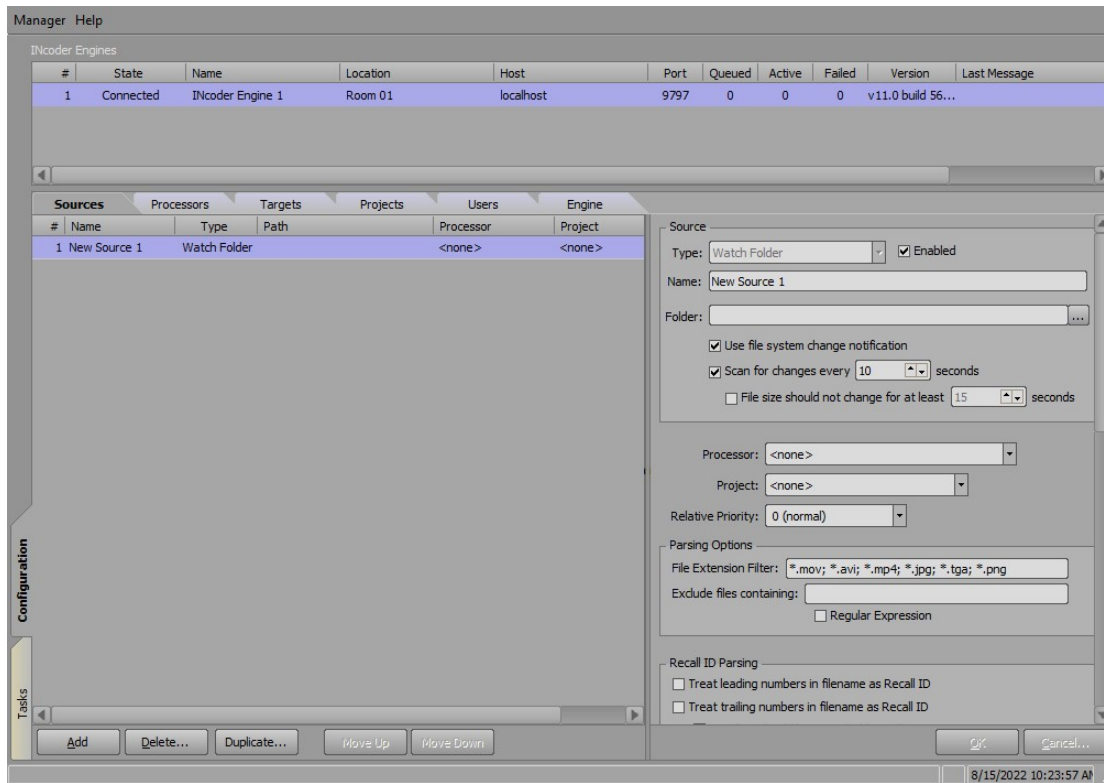 Manager Help
INcoder Engines
# State Name Location Host Port Queued Active Failed Version Last Message
1 Connected INcoder Engine 1 Room 01 localhost 9797 0 0 0 v11.0 build 56...
Sources Processors Targets Projects Users Engine
# Name Type Path Processor Project
1 New Source 1 Watch Folder <none> <none>
Source
Type: Watch Folder Enabled
Name: New Source 1
Folder: ...
Use file system change notification
Scan for changes every 10 seconds
File size should not change for at least 15 seconds
Processor: <none>
Project: <none>
Relative Priority: 0 (normal)
Parsing Options
File Extension Filter: *.mov; *.avi; *.mp4; *.jpg; *.tga; *.png
Exclude files containing:
Regular Expression
Recall ID Parsing
Treat leading numbers in filename as Recall ID
Treat trailing numbers in filename as Recall ID
Configuration
Tasks
Add Delete... Duplicate... Move Up Move Down OK Cancel...
8/15/2022 10:23:57 AM